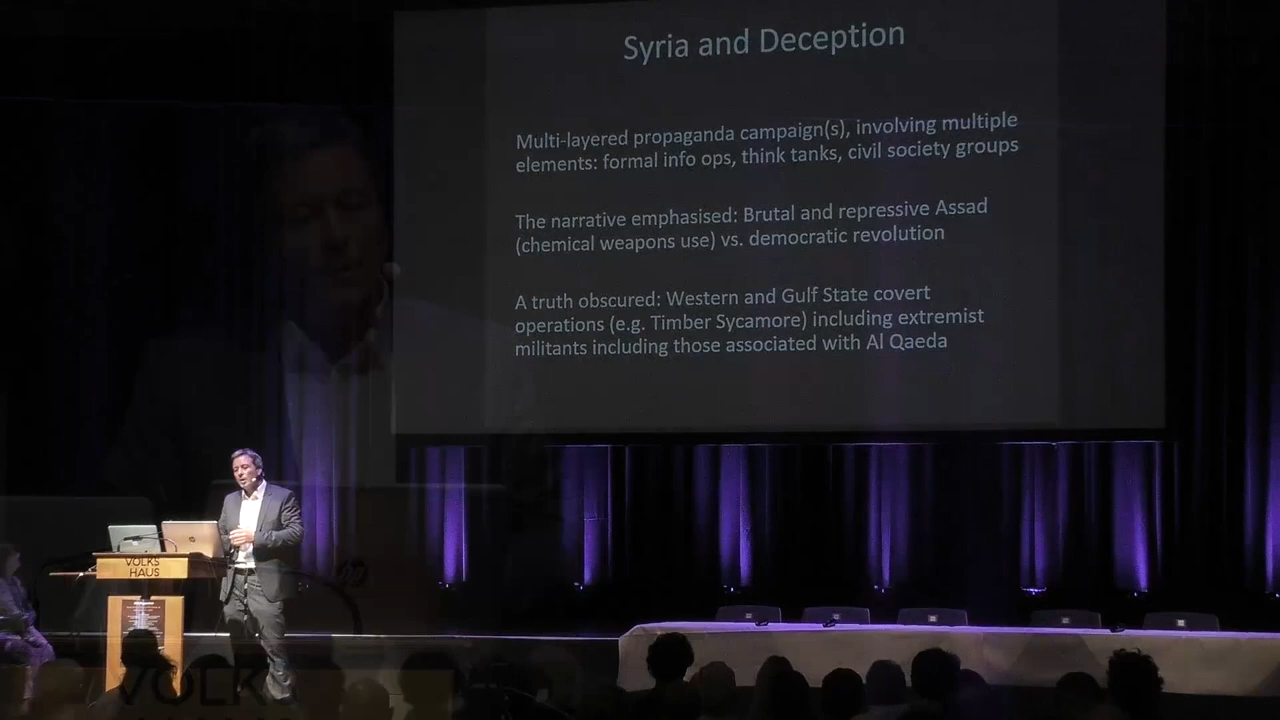 Syria and Deception
Multi-layered propaganda campaign(s), involving multiple
elements: formal info ops, think tanks, civil society groups
The narrative emphasised: Brutal and repressive Assad
(chemical weapons use) vs. democratic revolution
A truth obscured: Western and Gulf State covert
operations (e.g. Timber Sycamore) including extremist
militants including those associated with Al Qaeda
VOLKS
HAUS
VOLK